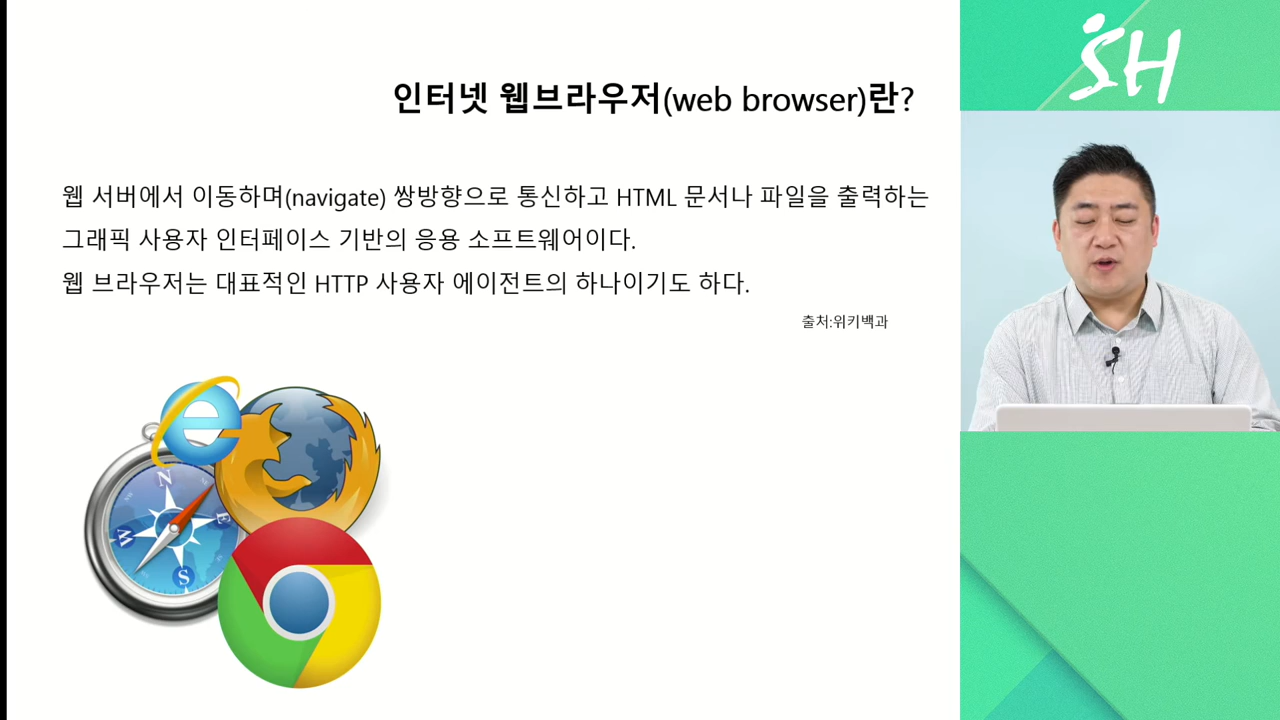 인터넷 웹브라우저(web browser)란?
웹 서버에서 이동하며(navigate) 쌍방향으로 통신하고 HTML 문서나 파일을 출력하는
그래픽 사용자 인터페이스 기반의 응용 소프트웨어이다.
웹 브라우저는 대표적인 HTTP 사용자 에이전트의 하나이기도 하다.
출처:위키백과
SH
N
E
W
S